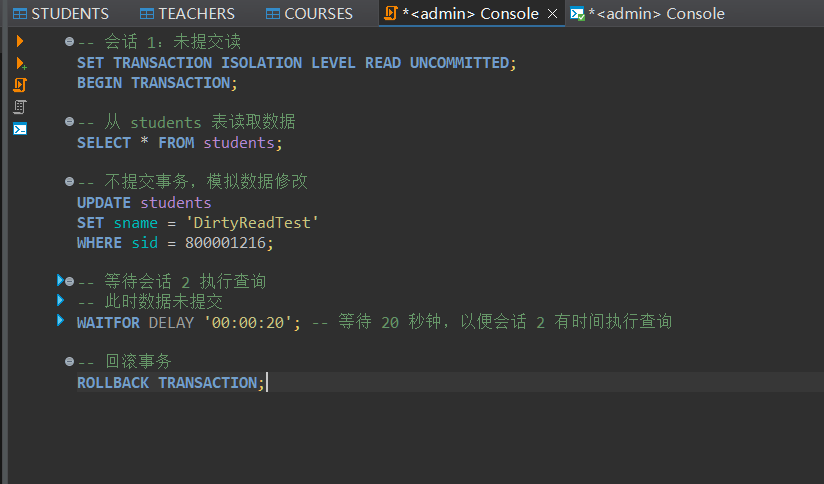 STUDENTS TEACHERS COURSES *<admin> Console *<admin> Console
-- 会话 1：未提交读
SET TRANSACTION ISOLATION LEVEL READ UNCOMMITTED;
BEGIN TRANSACTION;
-- 从 students 表读取数据
SELECT * FROM students;
-- 不提交事务，模拟数据修改
UPDATE students
SET sname = 'DirtyReadTest'
WHERE sid = 800001216;
-- 等待会话 2 执行查询
-- 此时数据未提交
WAITFOR DELAY '00:00:20'; -- 等待 20 秒钟，以便会话 2 有时间执行查询
-- 回滚事务
ROLLBACK TRANSACTION;